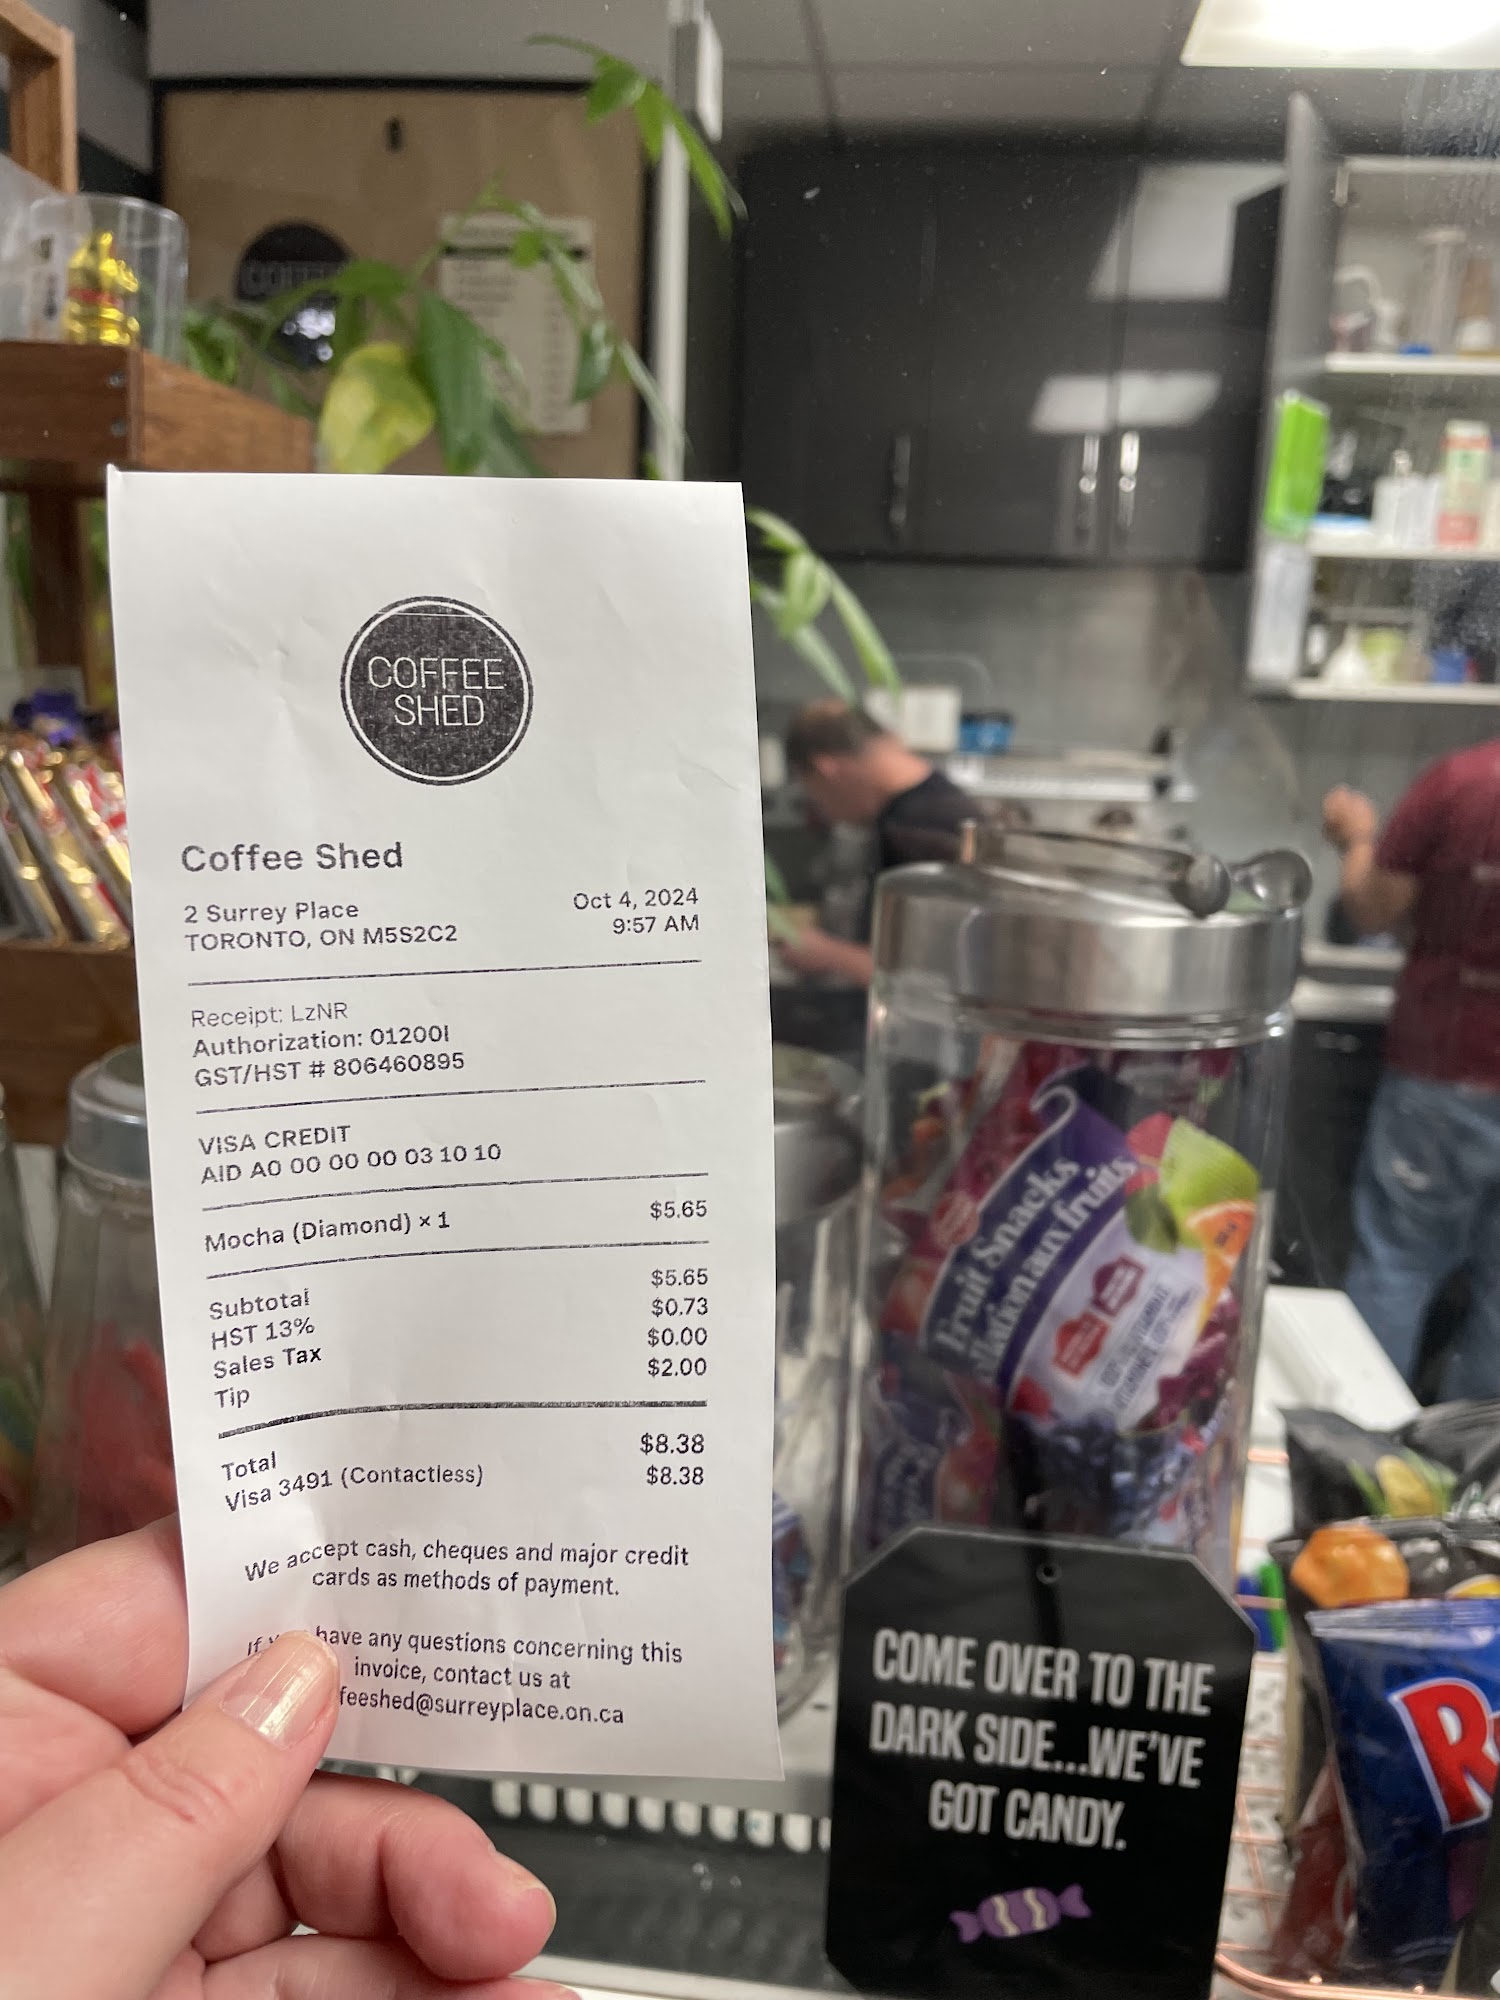 COFFEE
SHED
Coffee Shed
2 Surrey Place
TORONTO, ON M5S2C2
Oct 4, 2024
9:57 AM
Receipt: LzNR
Authorization: 01200I
GST/HST # 806460895
VISA CREDIT
AID A0 00 00 00 03 10 10
Mocha (Diamond) × 1 $5.65
Subtotal $5.65
HST 13% $0.73
Sales Tax $0.00
Tip $2.00
Total $8.38
Visa 3491 (Contactless) $8.38
We accept cash, cheques and major credit
cards as methods of payment.
If have any questions concerning this
invoice, contact us at
feeshed@surreyplace.on.ca
Fruit Snacks
aux fruits
COME OVER TO THE
DARK SIDE...WE'VE
GOT CANDY.